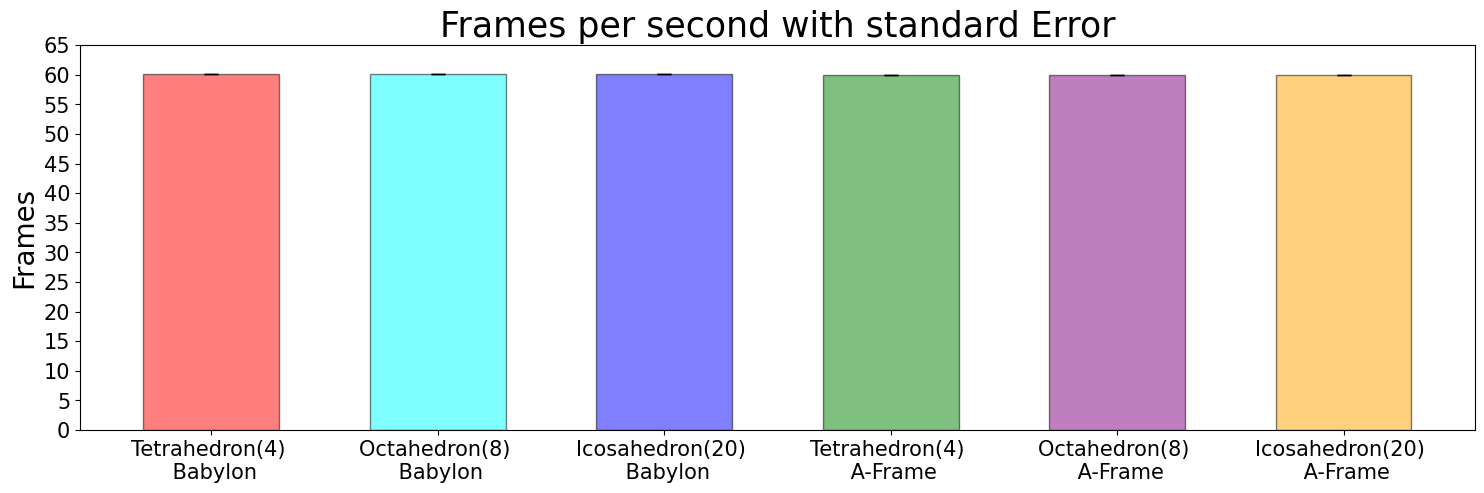 Frames per second with standard Error
Frames
65
60
55
50
45
40
35
30
25
20
15
10
5
0
Tetrahedron(4)
Babylon
Octahedron(8)
Babylon
Icosahedron(20)
Babylon
Tetrahedron(4)
A-Frame
Octahedron(8)
A-Frame
Icosahedron(20)
A-Frame